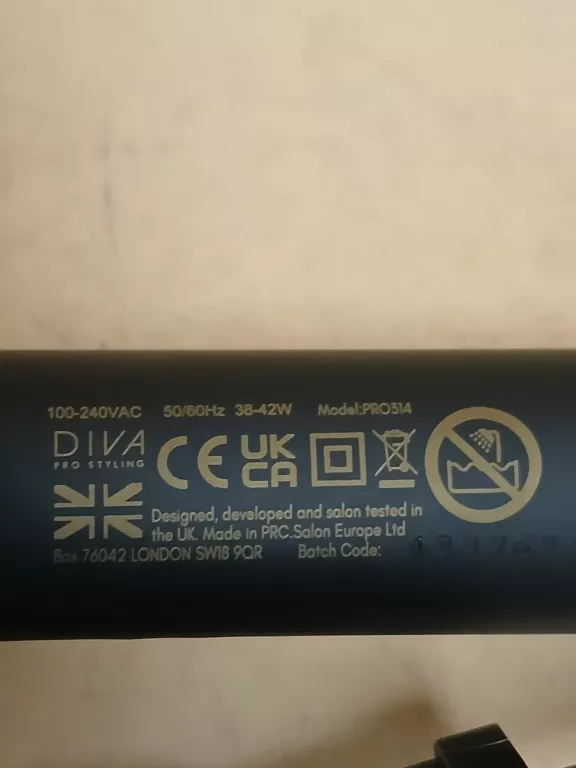 100-240VAC 50/60Hz 38-42W Model:PRO314
DIVA
PRO STYLING
CE UK
CA
Designed, developed and salon tested in
the UK. Made in PRC.Salon Europe Ltd
Box 76042 LONDON SW18 9QR Batch Code: